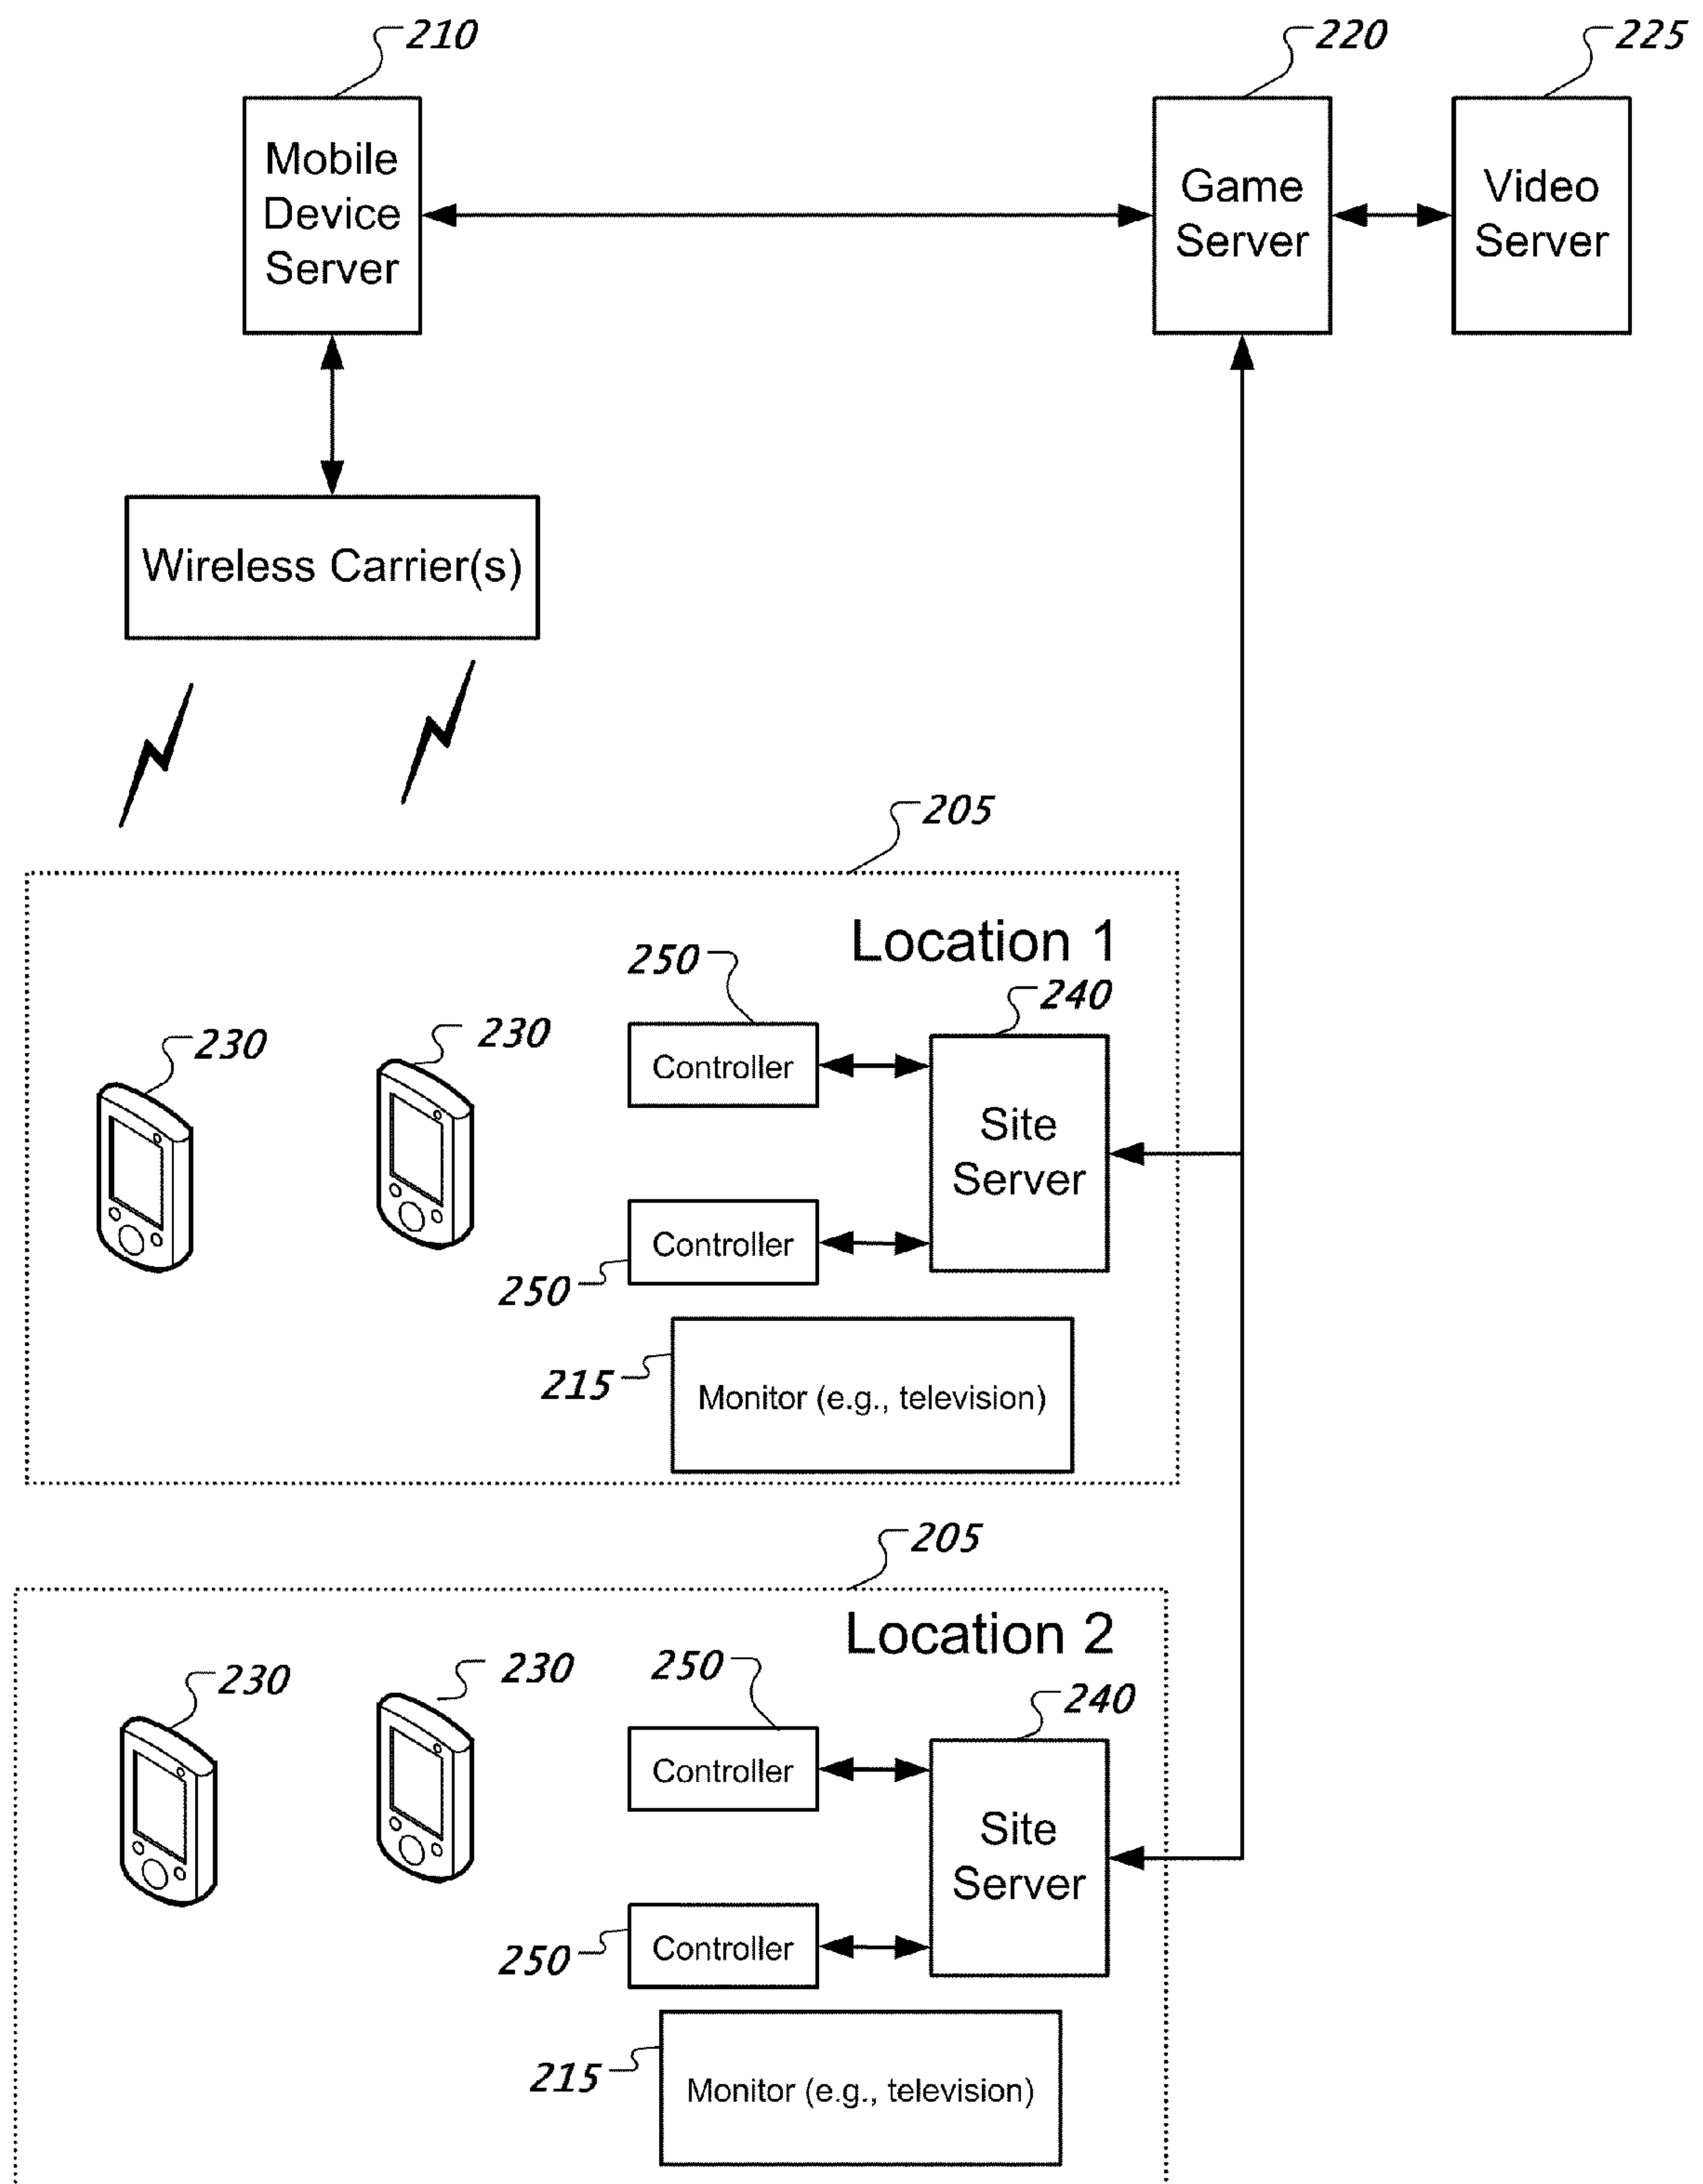 210
220
225
Mobile
Device
Server
Game
Server
Video
Server
Wireless Carrier(s)
205
Location 1
250
240
230
230
Controller
Site
Server
Controller
250
215
Monitor (e.g., television)
205
Location 2
250
240
230
230
Controller
Site
Server
Controller
250
215
Monitor (e.g., television)